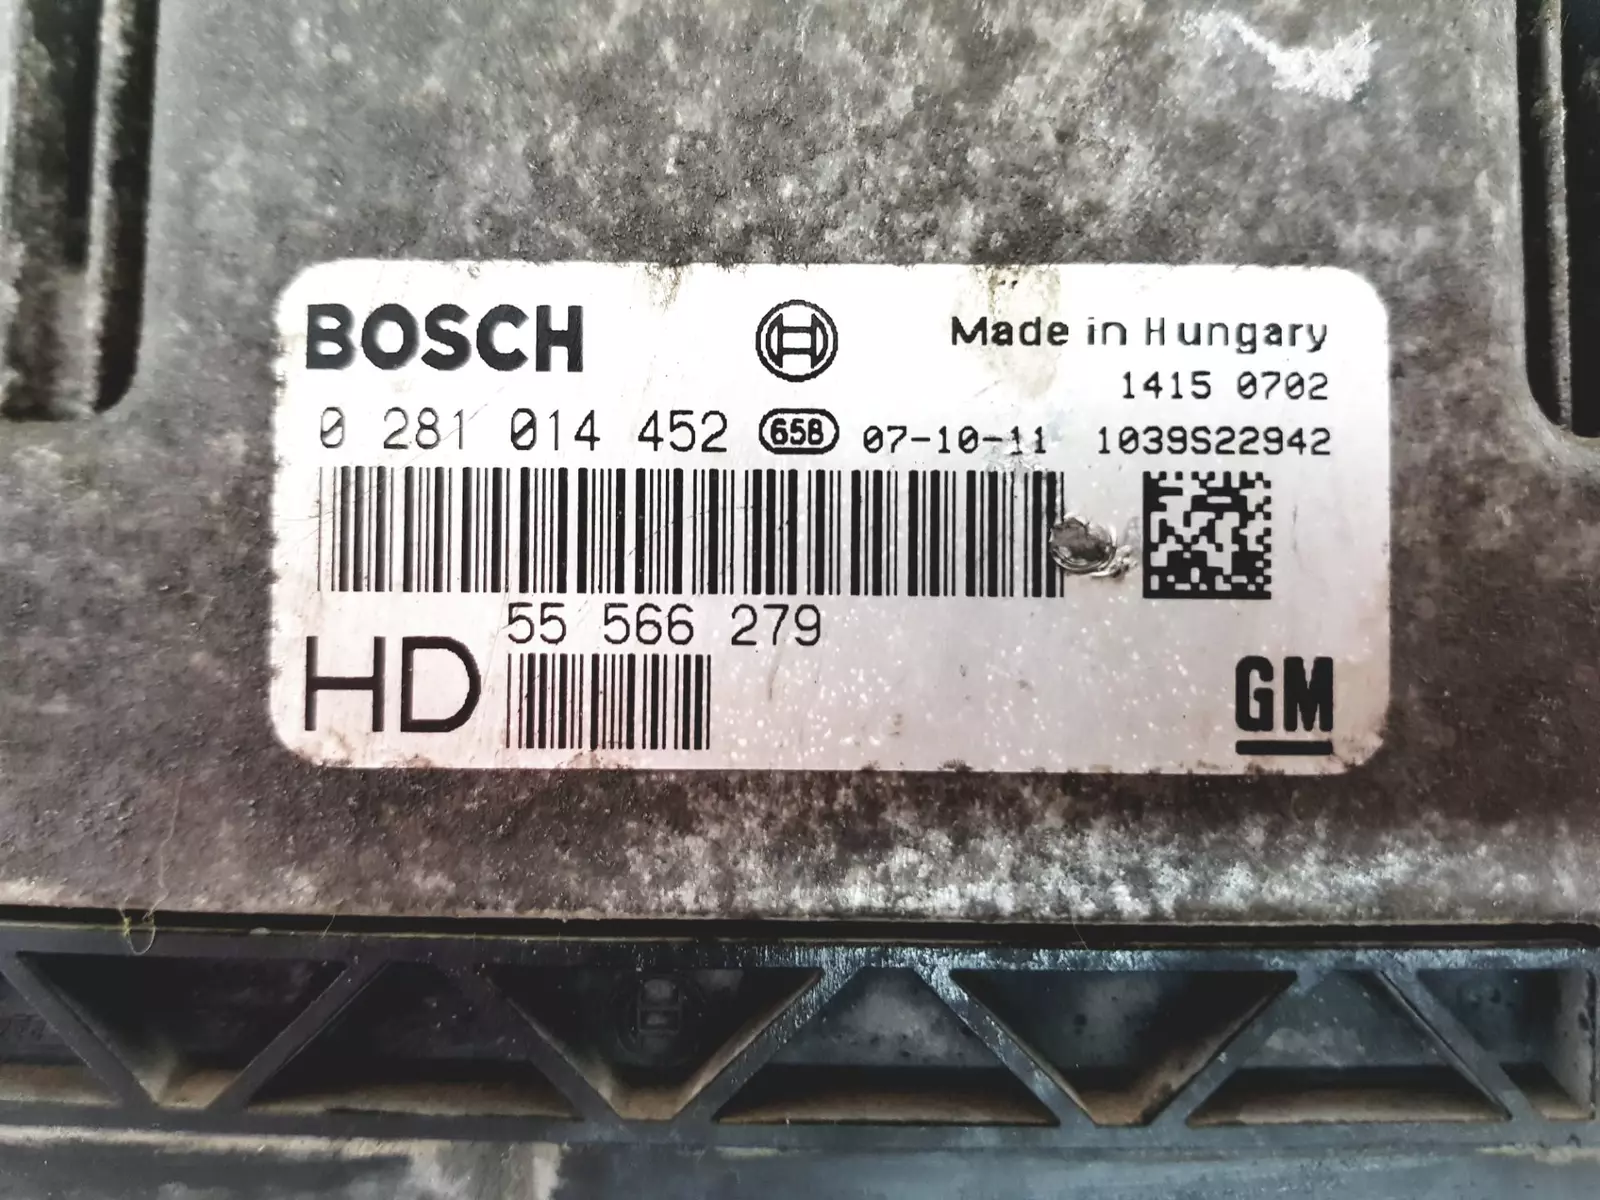 BOSCH
Made in Hungary
1415 0702
0 281 014 452 65B 07-10-11 1039S22942
55 566 279
HD
GM